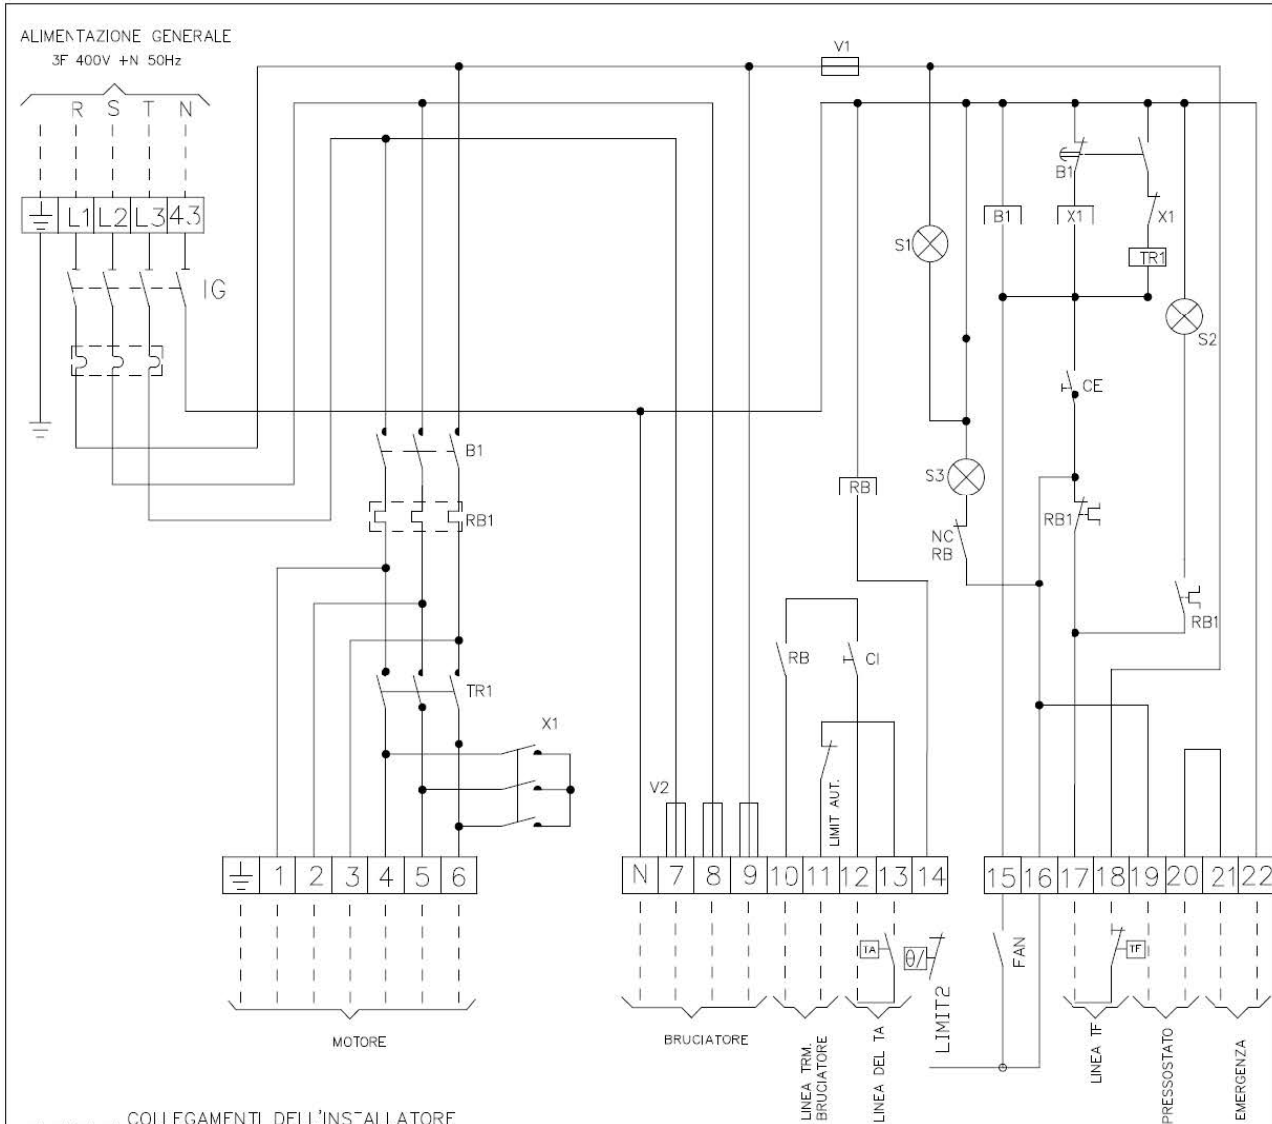 ALIMENTAZIONE GENERALE
3F 400V +N 50Hz
R S T N
L1 L2 L3 43
IG
V1
B1
B1 X1 X1
TR1
S1
S2
CE
B1
RB
S3
RB1
RB1
NC
RB
RB1
RB CI
TR1
X1
V2
LIMIT AUT.
1 2 3 4 5 6
N 7 8 9 10 11 12 13 14
15 16 17 18 19 20 21 22
TA
θ/
FAN
TF
LIMIT2
MOTORE
BRUCIATORE
LINEA TRM.
BRUCIATORE
LINEA DEL TA
LINEA TF
PRESSOSTATO
EMERGENZA
COLLEGAMENTI DELL'INSTALLATORE